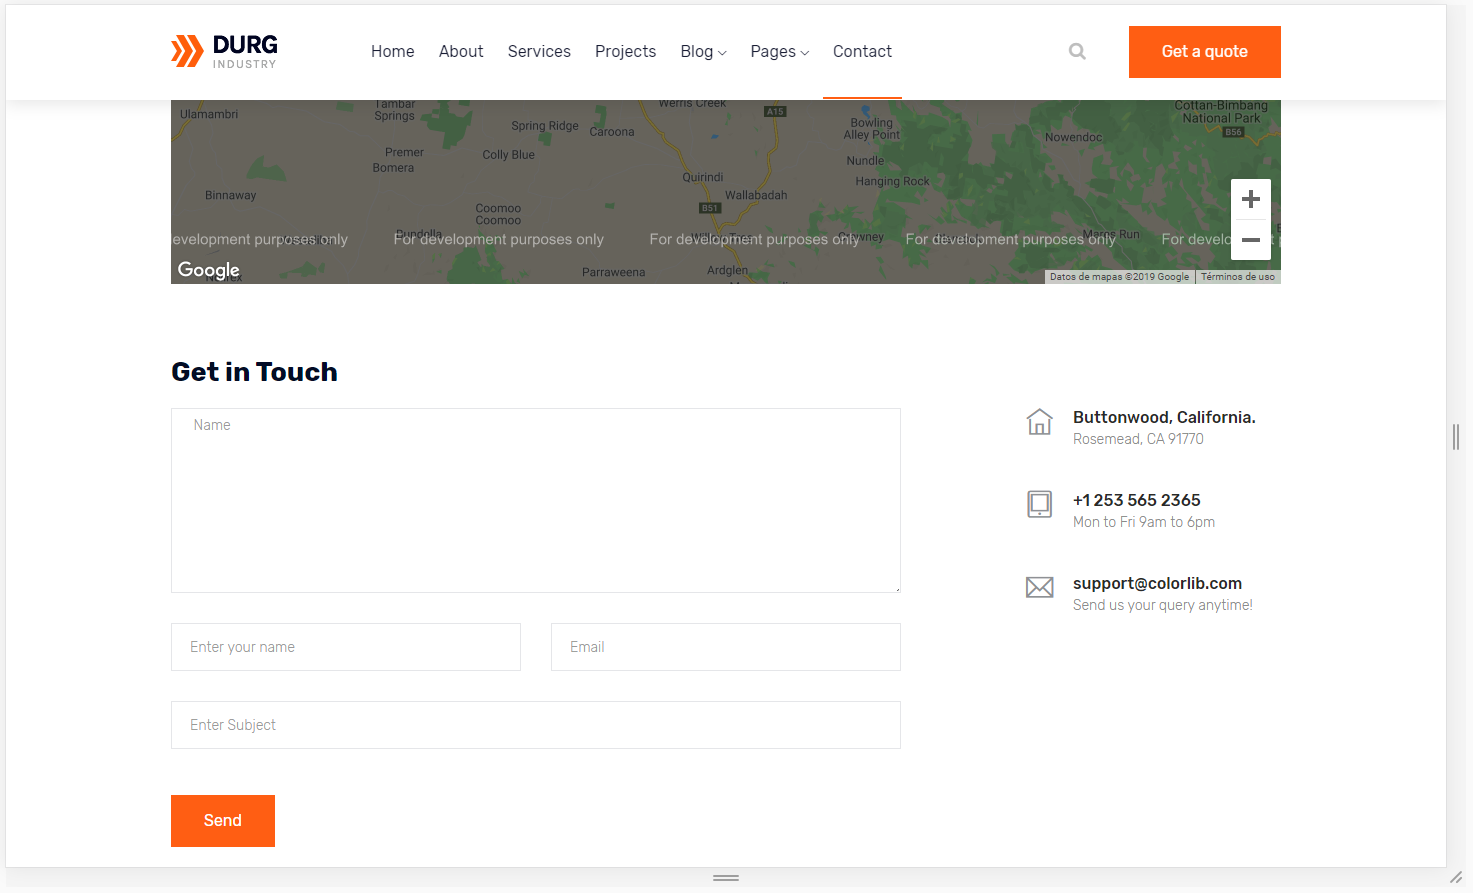 DURG
INDUSTRY
Home
About
Services
Projects
Blog
Pages
Contact
Get a quote
Ulamambri
Tambar
Springs
Werris Creek
A15
Cottan-Bimbang
National Park
B56
Spring Ridge
Caroona
Bowling
Alley Point
Nowendoc
Premer
Colly Blue
Bomera
Nundle
Quirindi
Hanging Rock
Binnaway
Wallabadah
Coomoo
Coomoo
B51
Bundolla
development purposes only
For development purposes only
For development purposes only
For development purposes only
For develo
Google
Parraweena
Ardglen
Datos de mapas ©2019 Google
Términos de uso
Get in Touch
Name
Enter your name
Email
Enter Subject
Send
Buttonwood, California.
Rosemead, CA 91770
+1 253 565 2365
Mon to Fri 9am to 6pm
support@colorlib.com
Send us your query anytime!